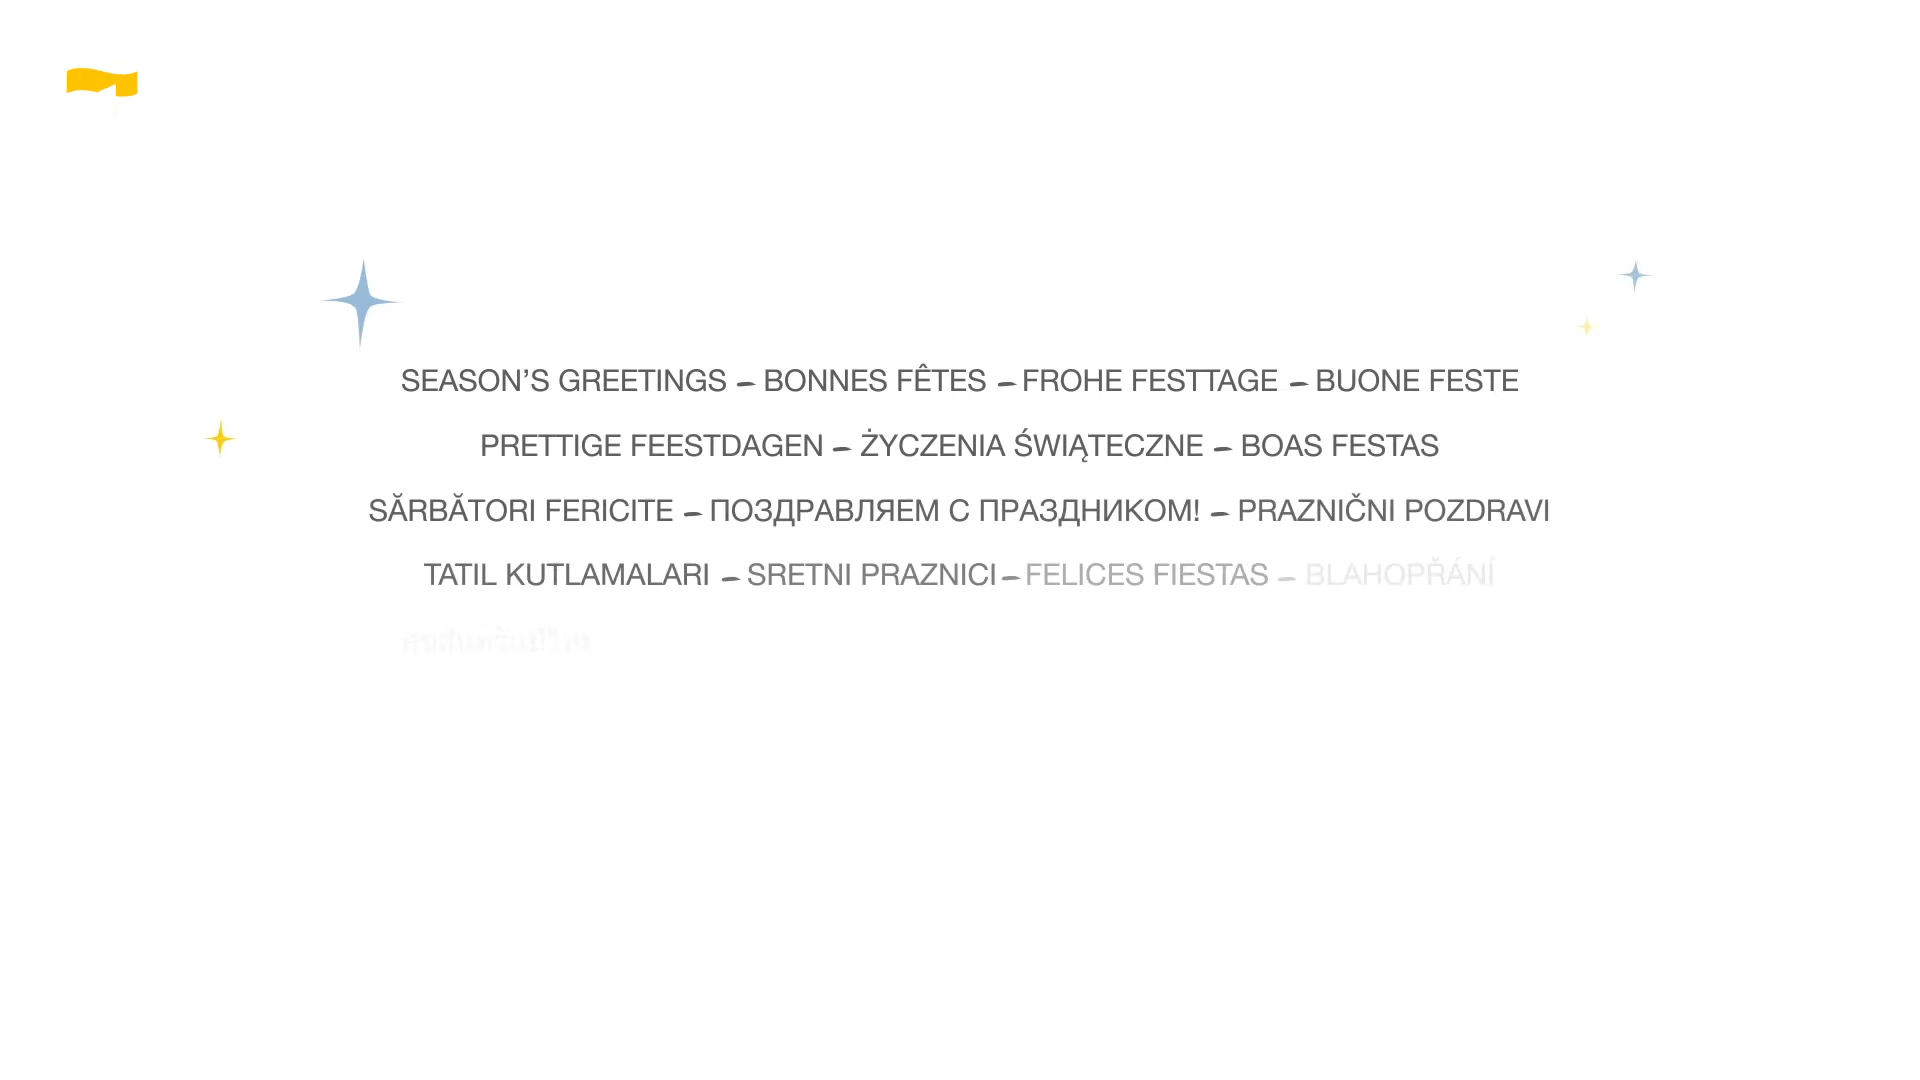 SEASON’S GREETINGS – BONNES FÊTES – FROHE FESTTAGE – BUONE FESTE
PRETTIGE FEESTDAGEN – ŻYCZENIA ŚWIĄTECZNE – BOAS FESTAS
SĂRBĂTORI FERICITE – ПОЗДРАВЛЯЕМ С ПРАЗДНИКОМ! – PRAZNIČNI POZDRAVI
TATIL KUTLAMALARI – SRETNI PRAZNICI – FELICES FIESTAS – BLAHOPŘÁNÍ